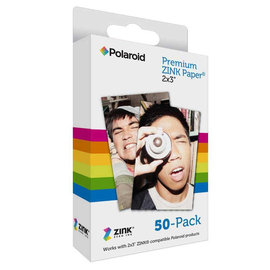 Polaroid
Premium
ZINK Paper®
2x3"
50-Pack
ZINK
Works with 2x3" ZINK® compatible Polaroid products